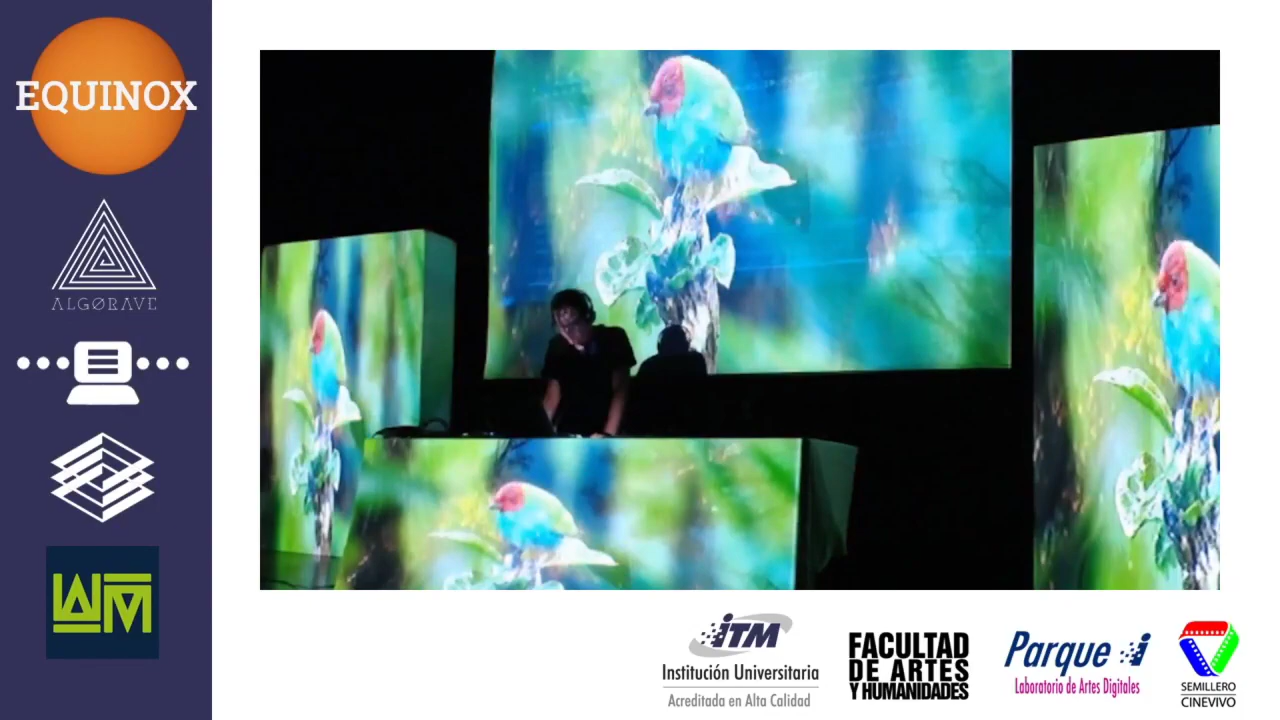 EQUINOX
ALGØRAVE
iTM
Institución Universitaria
Acreditada en Alta Calidad
FACULTAD
DE ARTES
Y HUMANIDADES
Parque i
Laboratorio de Artes Digitales
SEMILLERO
CINEVIVO